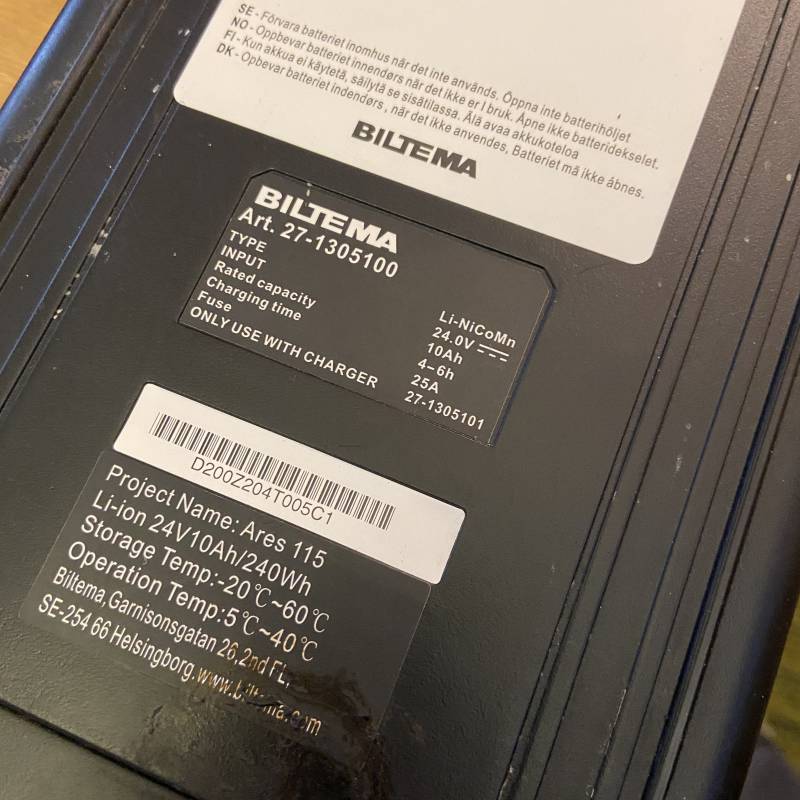 SE - Förvara batteriet inomhus när det inte används. Öppna inte batterihöljet
NO - Oppbevar batteriet innendørs når det ikke er I bruk. Åpne ikke batteridekselet.
FI - Kun akkua ei käytetä, säilytä se sisätilassa. Älä avaa akkukoteloa
DK - Opbevar batteriet indendørs , når det ikke anvendes, Batteriet må ikke åbnes.
BILTEMA
BILTEMA
Art. 27-1305100
TYPE Li-NiCoMn
INPUT 24.0V ⎓
Rated capacity 10Ah
Charging time 4–6h
Fuse 25A
ONLY USE WITH CHARGER 27-1305101
D200Z204T005C1
Project Name: Ares 115
Li-ion 24V10Ah/240Wh
Storage Temp:-20℃~60℃
Operation Temp:5℃~40℃
Biltema, Garnisonsgatan 26,2nd FL,
SE-254 66 Helsingborg.www.biltema.com